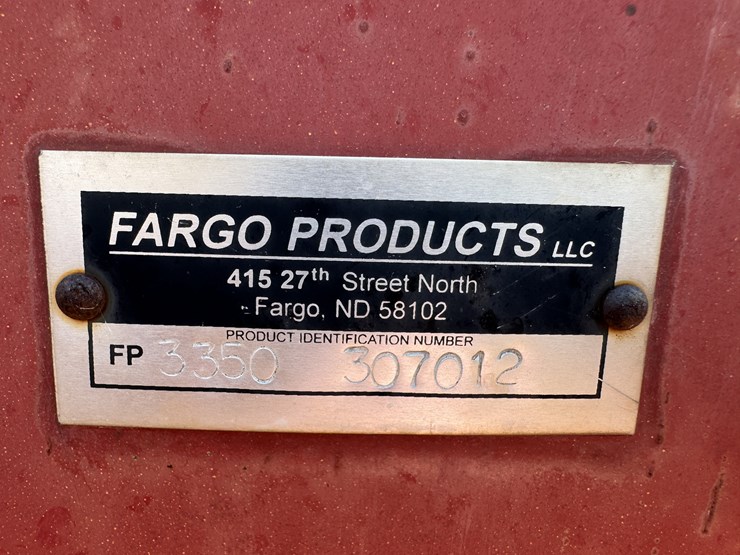 FARGO PRODUCTS LLC
415 27th Street North
Fargo, ND 58102
PRODUCT IDENTIFICATION NUMBER
FP 3350 307012